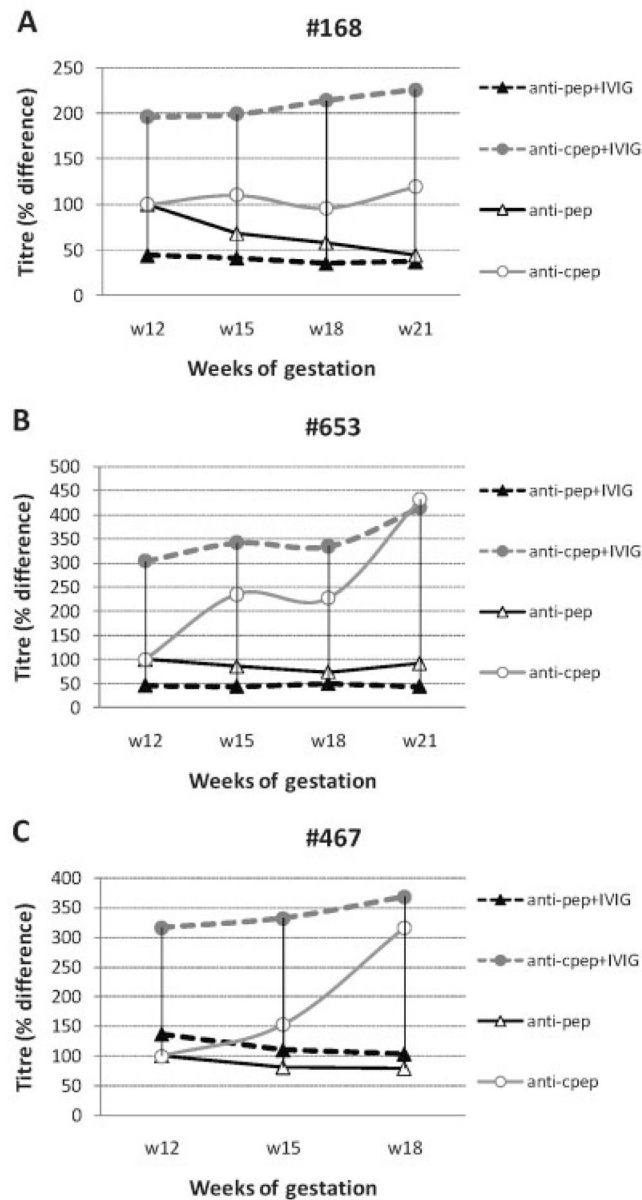 A
#168
250
200
150
100
50
0
Titre (% difference)
w12 w15 w18 w21
Weeks of gestation
anti-pep+IVIG
anti-cpep+IVIG
anti-pep
anti-cpep
B
#653
500
450
400
350
300
250
200
150
100
50
0
Titre (% difference)
w12 w15 w18 w21
Weeks of gestation
anti-pep+IVIG
anti-cpep+IVIG
anti-pep
anti-cpep
C
#467
400
350
300
250
200
150
100
50
0
Titre (% difference)
w12 w15 w18
Weeks of gestation
anti-pep+IVIG
anti-cpep+IVIG
anti-pep
anti-cpep